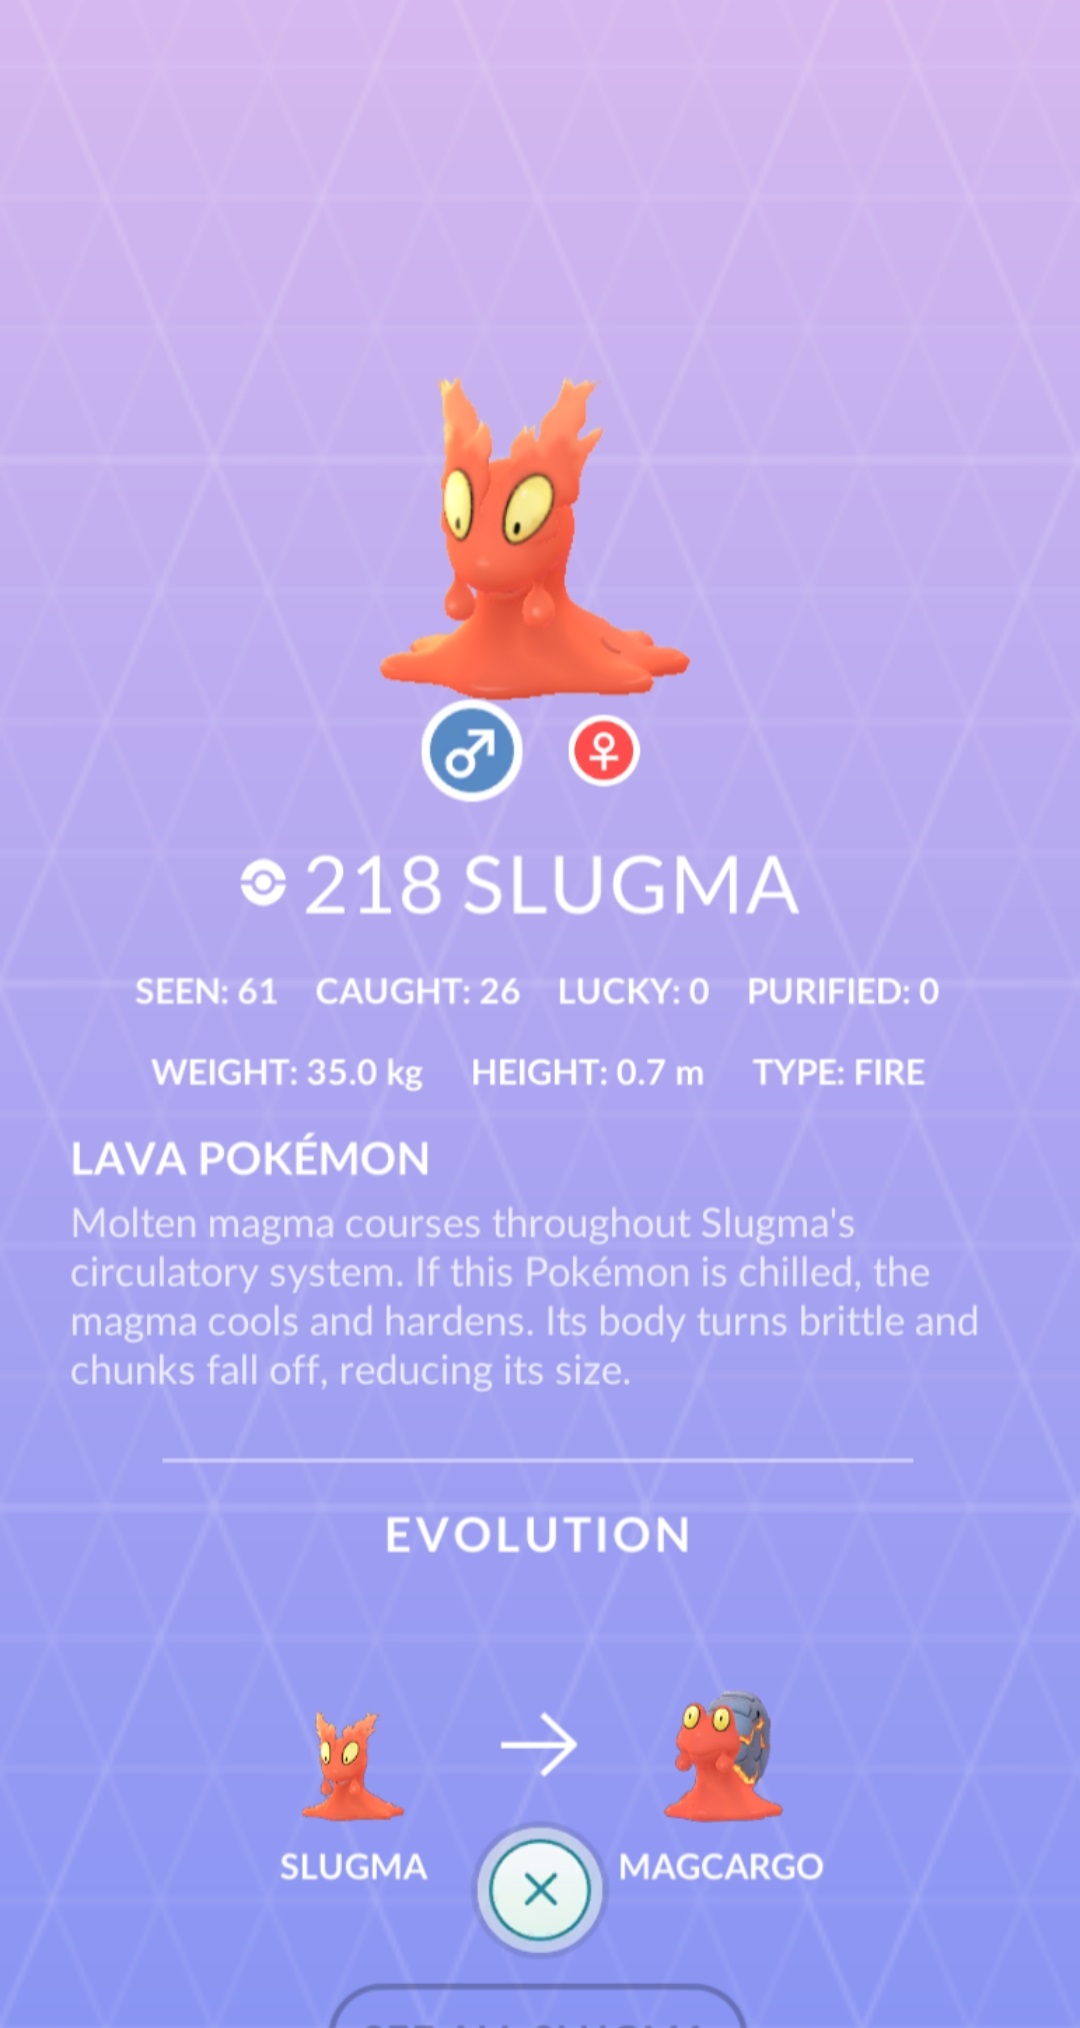 218 SLUGMA
SEEN: 61 CAUGHT: 26 LUCKY: 0 PURIFIED: 0
WEIGHT: 35.0 kg HEIGHT: 0.7 m TYPE: FIRE
LAVA POKÉMON
Molten magma courses throughout Slugma's
circulatory system. If this Pokémon is chilled, the
magma cools and hardens. Its body turns brittle and
chunks fall off, reducing its size.
EVOLUTION
SLUGMA MAGCARGO